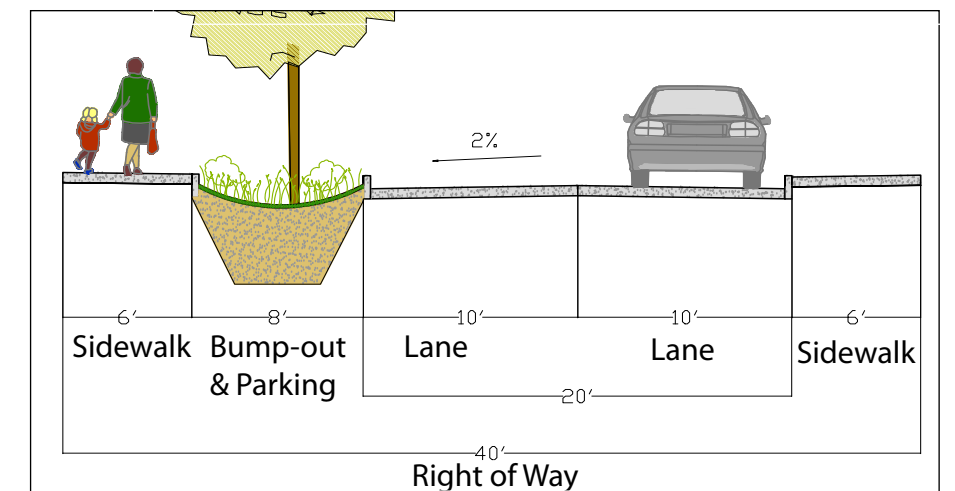 2%
6' 8' 10' 10' 6'
Sidewalk Bump-out Lane Lane Sidewalk
& Parking
20'
40'
Right of Way